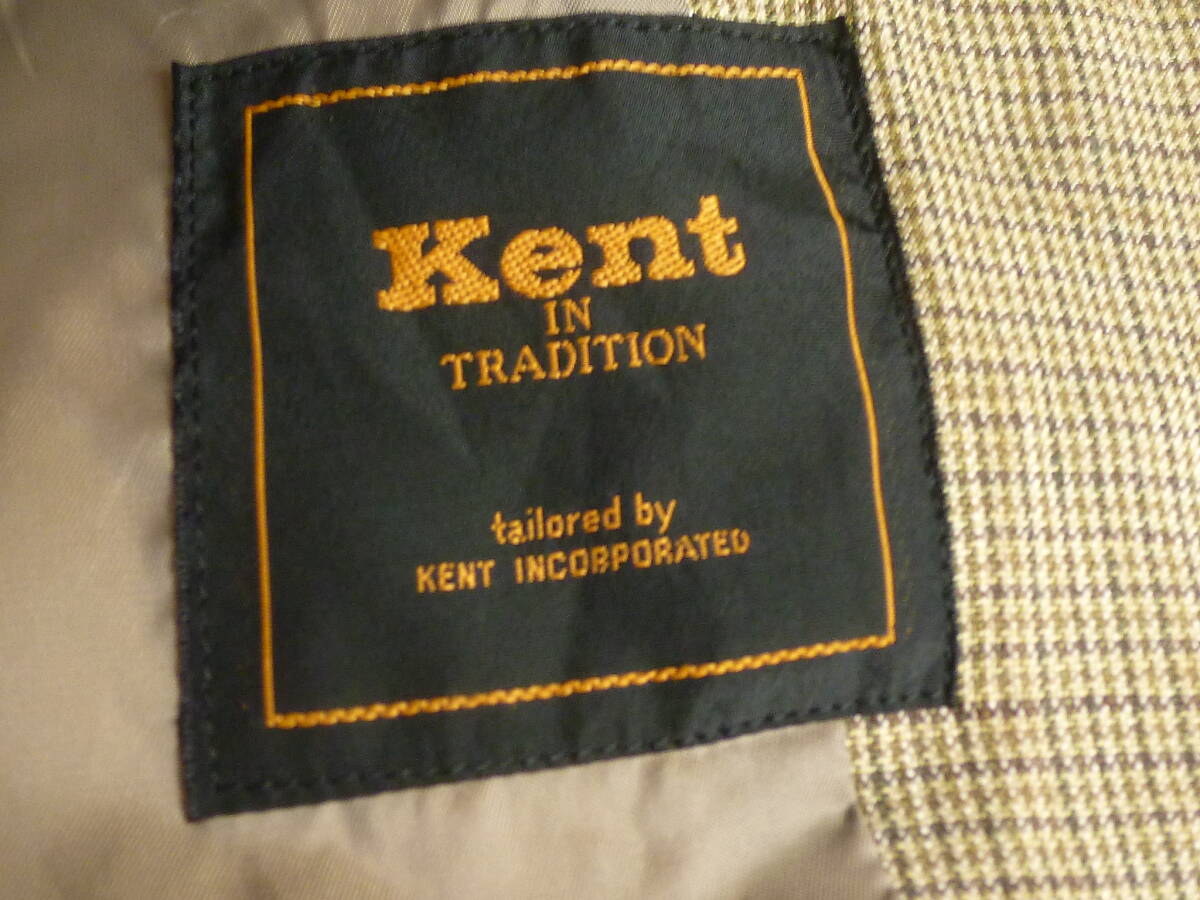 Kent
IN
TRADITION
tailored by
KENT INCORPORATED